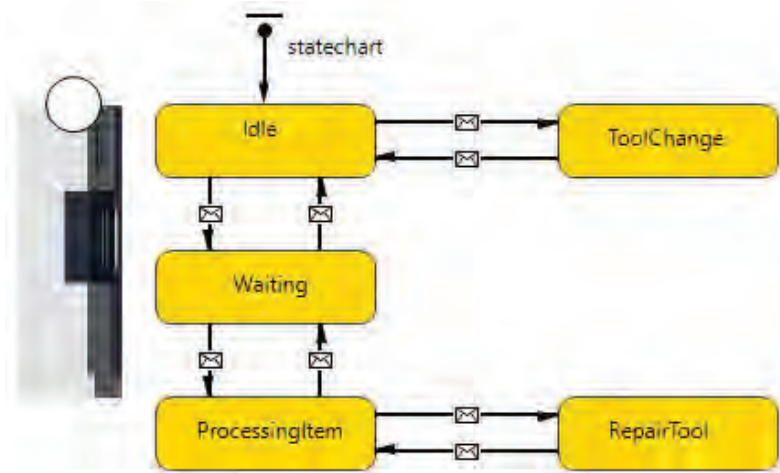 statechart
Idle
ToolChange
Waiting
ProcessingItem
RepairTool